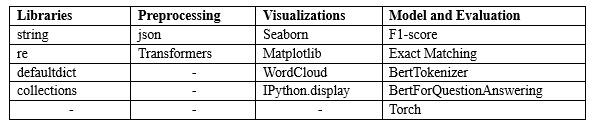 Libraries Preprocessing Visualizations Model and Evaluation
string json Seaborn F1-score
re Transformers Matplotlib Exact Matching
defaultdict - WordCloud BertTokenizer
collections - IPython.display BertForQuestionAnswering
- - - Torch